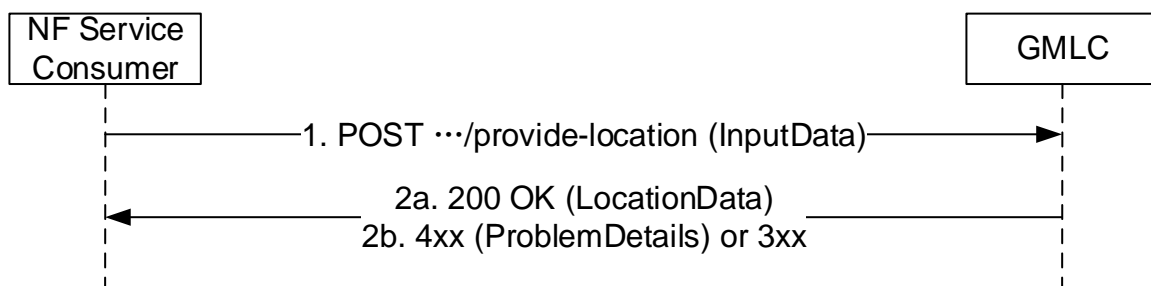 NF Service
Consumer
GMLC
1. POST ⋯/provide-location (InputData)
2a. 200 OK (LocationData)
2b. 4xx (ProblemDetails) or 3xx